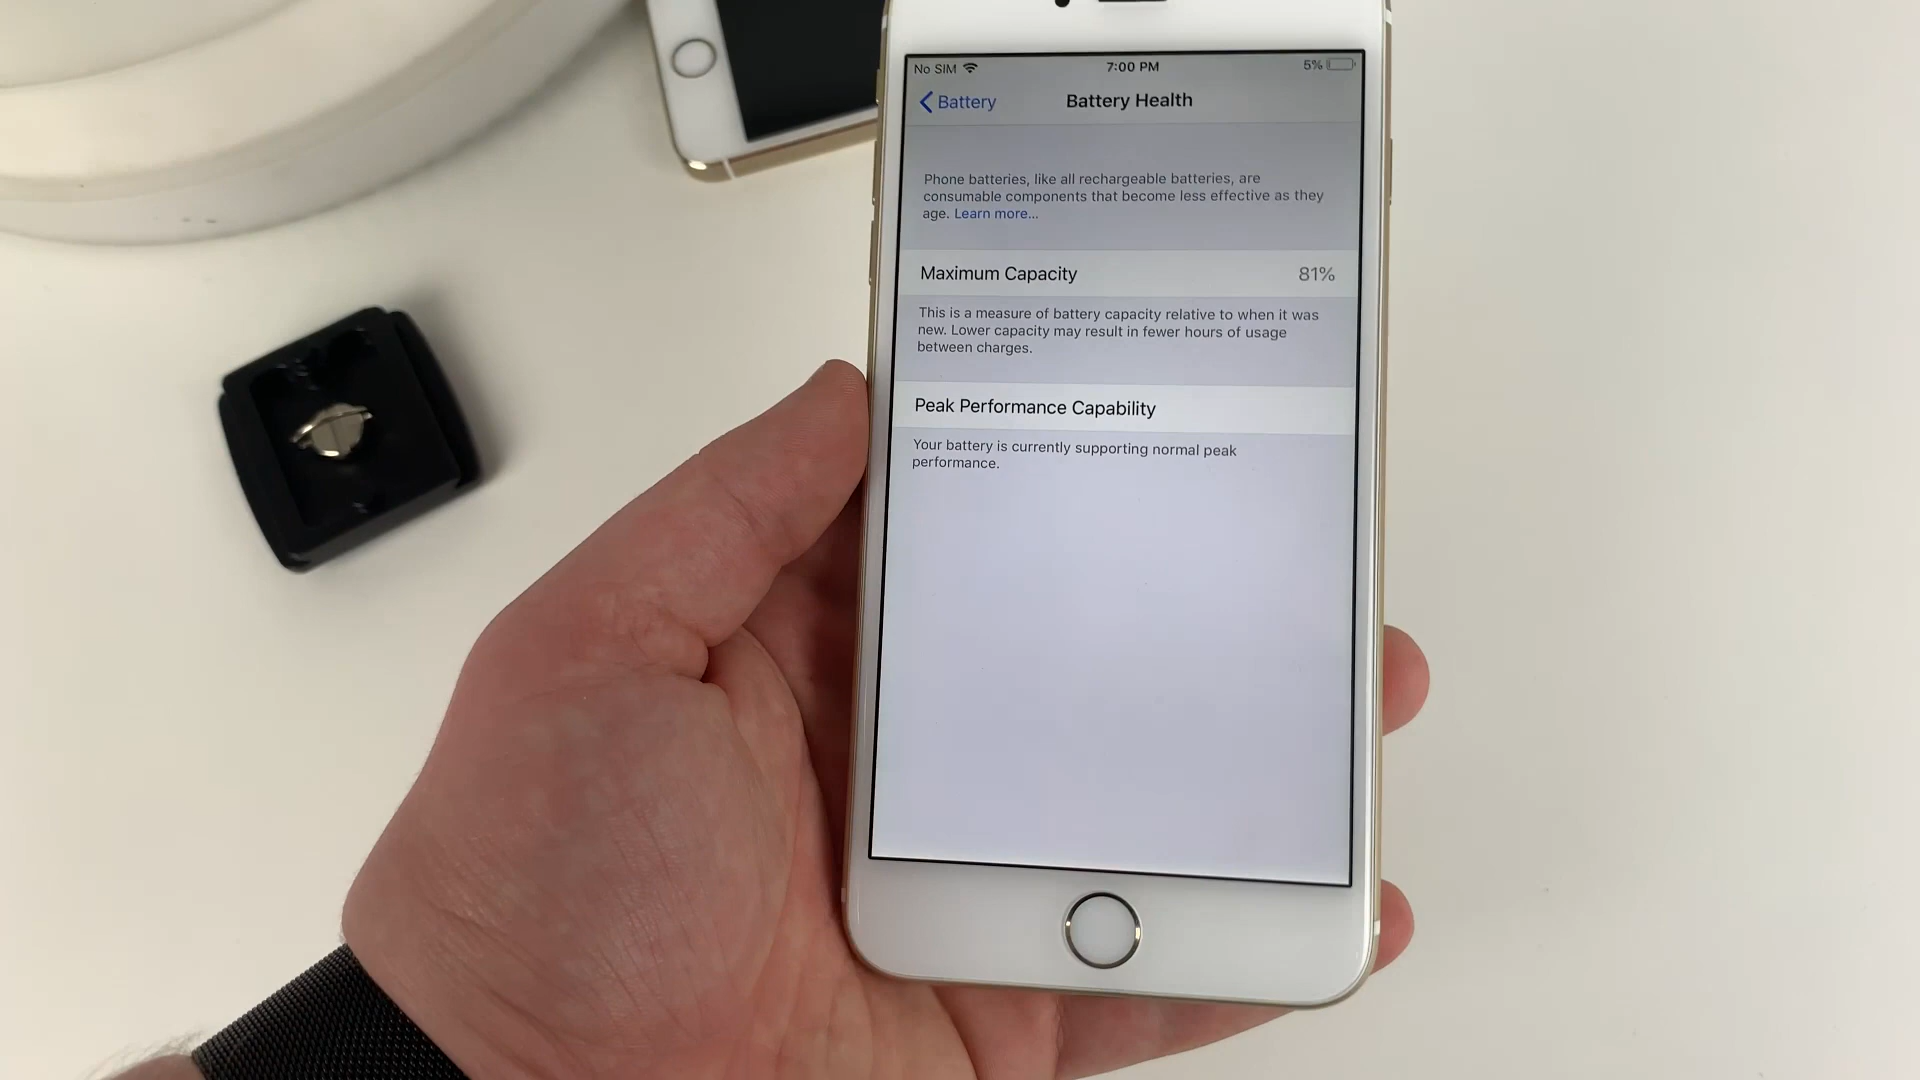 No SIM 7:00 PM 5%
Battery Battery Health
Phone batteries, like all rechargeable batteries, are
consumable components that become less effective as they
age. Learn more...
Maximum Capacity 81%
This is a measure of battery capacity relative to when it was
new. Lower capacity may result in fewer hours of usage
between charges.
Peak Performance Capability
Your battery is currently supporting normal peak
performance.